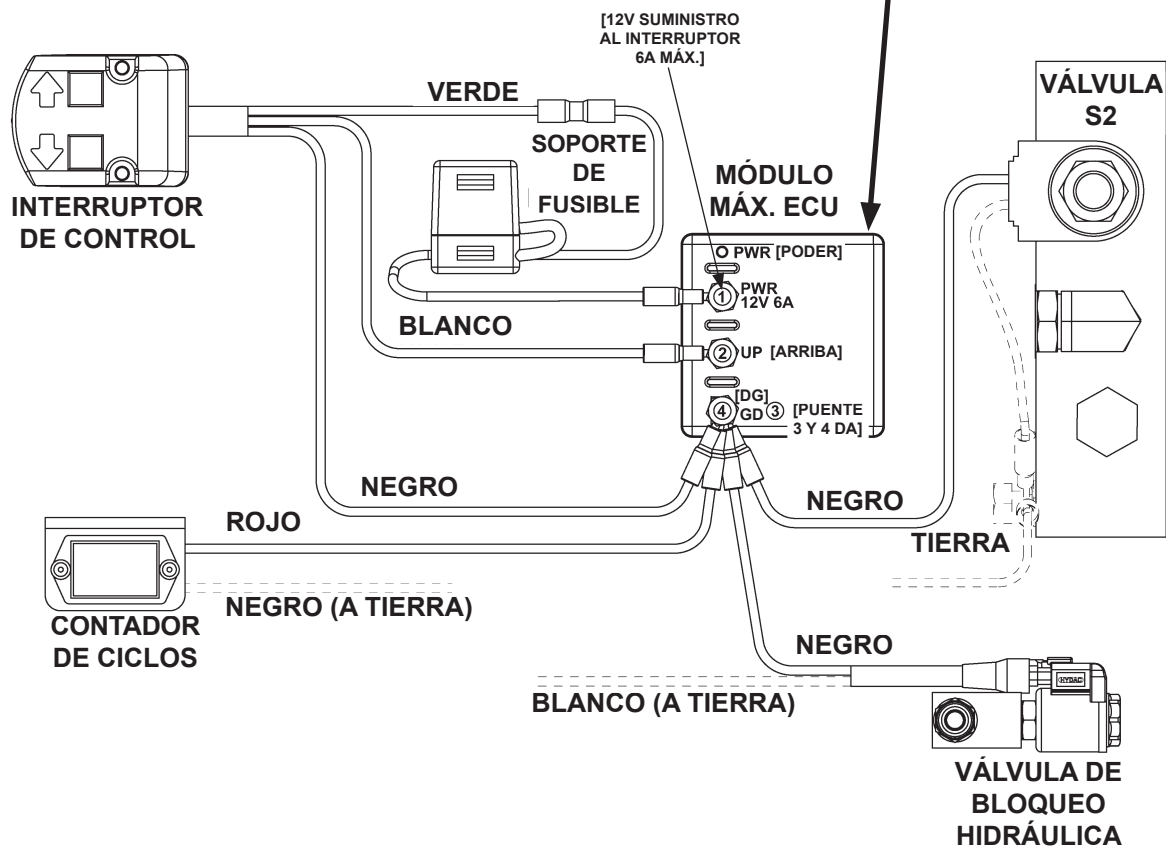 [12V SUMINISTRO
AL INTERRUPTOR
6A MÁX.]
VÁLVULA
S2
VERDE
SOPORTE
DE
FUSIBLE
INTERRUPTOR
DE CONTROL
MÓDULO
MÁX. ECU
PWR [PODER]
1
PWR
12V 6A
BLANCO
2
UP [ARRIBA]
[DG]
4
GD 3
[PUENTE
3 Y 4 DA]
NEGRO
NEGRO
ROJO
TIERRA
NEGRO (A TIERRA)
CONTADOR
DE CICLOS
NEGRO
BLANCO (A TIERRA)
HYDAC
VÁLVULA DE
BLOQUEO
HIDRÁULICA